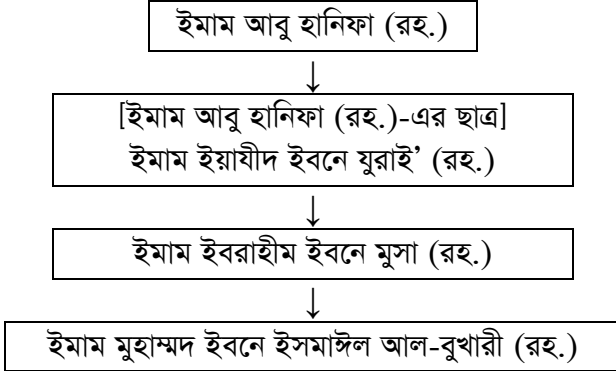 ইমাম আবু হানিফা (রহ.)
↓
[ইমাম আবু হানিফা (রহ.)-এর ছাত্র]
ইমাম ইয়াযীদ ইবনে যুরাই’ (রহ.)
↓
ইমাম ইবরাহীম ইবনে মুসা (রহ.)
↓
ইমাম মুহাম্মদ ইবনে ইসমাঈল আল-বুখারী (রহ.)